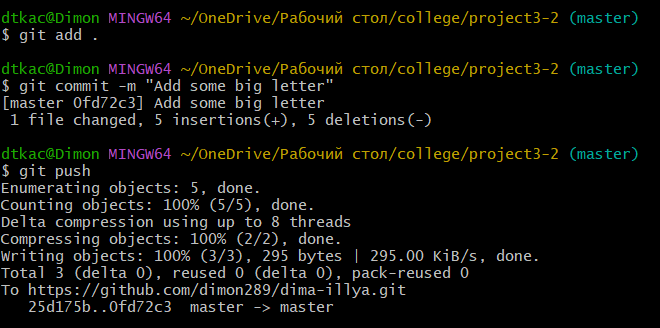 dtkac@Dimon MINGW64 ~/OneDrive/Рабочий стол/college/project3-2 (master)
$ git add .
dtkac@Dimon MINGW64 ~/OneDrive/Рабочий стол/college/project3-2 (master)
$ git commit -m "Add some big letter"
[master 0fd72c3] Add some big letter
 1 file changed, 5 insertions(+), 5 deletions(-)
dtkac@Dimon MINGW64 ~/OneDrive/Рабочий стол/college/project3-2 (master)
$ git push
Enumerating objects: 5, done.
Counting objects: 100% (5/5), done.
Delta compression using up to 8 threads
Compressing objects: 100% (2/2), done.
Writing objects: 100% (3/3), 295 bytes | 295.00 KiB/s, done.
Total 3 (delta 0), reused 0 (delta 0), pack-reused 0
To https://github.com/dimon289/dima-illya.git
   25d175b..0fd72c3  master -> master